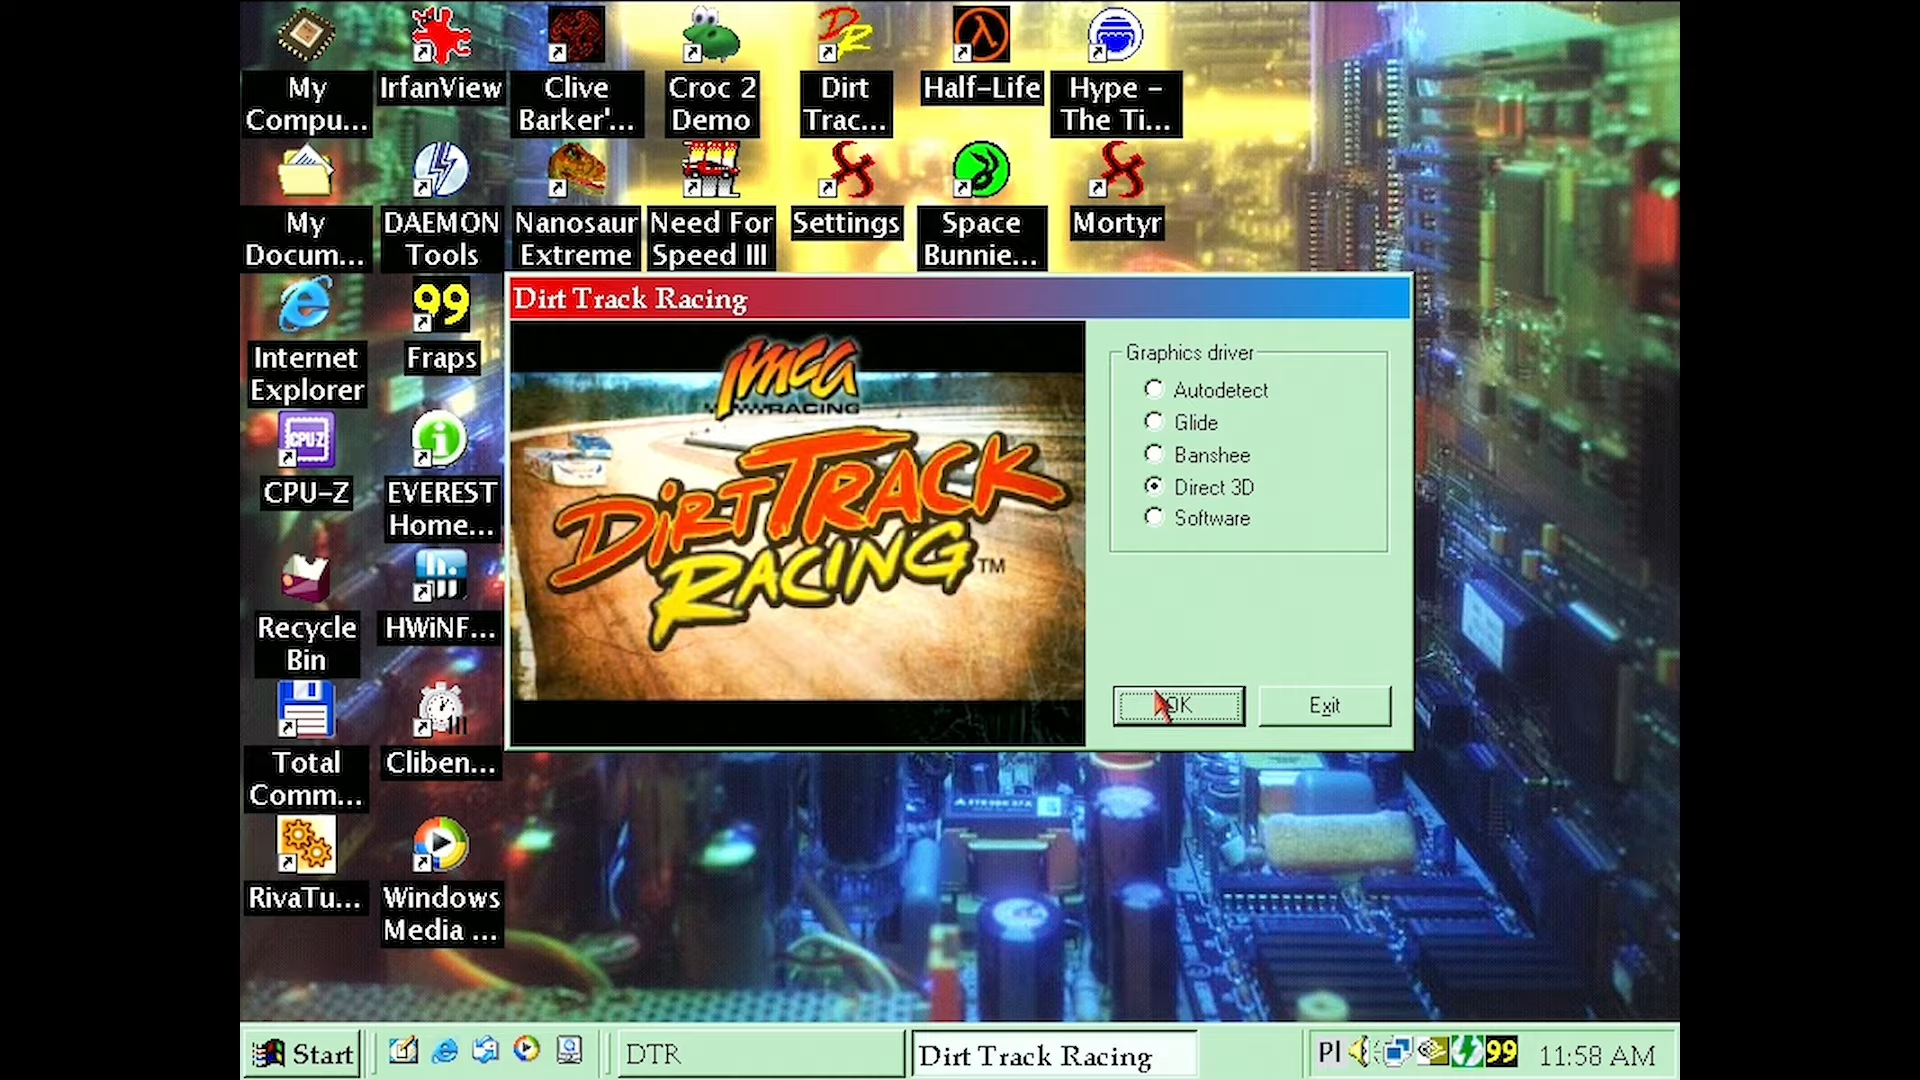 My
Compu...
IrfanView
Clive
Barker'...
Croc 2
Demo
DR
Dirt
Trac...
Half-Life
Hype -
The Ti...
My
Docum...
DAEMON
Tools
Nanosaur
Extreme
Need For
Speed III
Settings
Space
Bunnie...
Mortyr
Internet
Explorer
99
Fraps
CPU-Z
CPU-Z
EVEREST
Home...
Recycle
Bin
HWiNF...
Total
Comm...
Cliben...
RivaTu...
Windows
Media ...
Dirt Track Racing
IMCA
RACING
DIRT TRACK
RACING™
Graphics driver
Autodetect
Glide
Banshee
Direct 3D
Software
OK
Exit
Start
DTR
Dirt Track Racing
Pl
99
11:58 AM